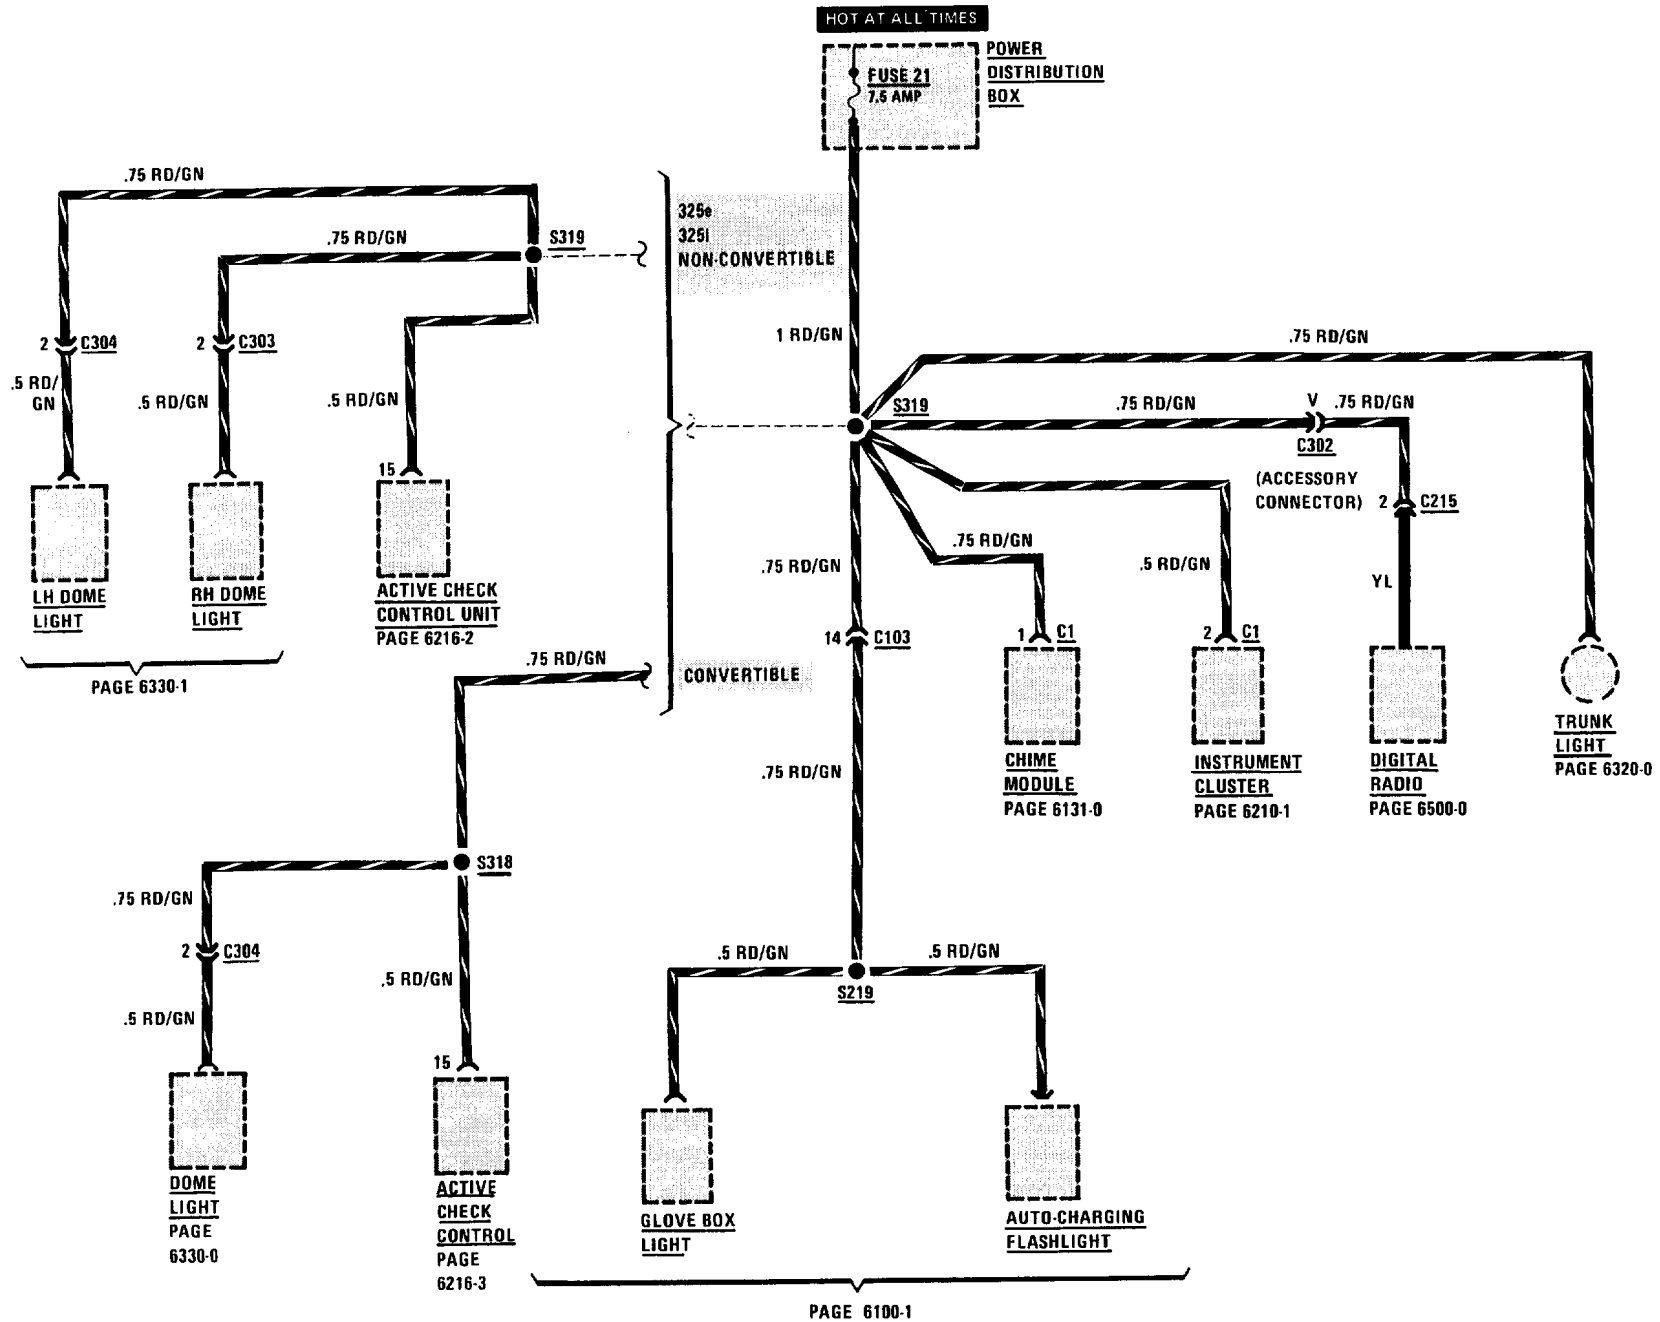 HOT AT ALL TIMES
POWER
DISTRIBUTION
BOX
FUSE 21
7.5 AMP
.75 RD/GN
.75 RD/GN
S319
325e
325i
NON-CONVERTIBLE
1 RD/GN
2 C304
2 C303
.5 RD/
GN
.5 RD/GN
.5 RD/GN
15
LH DOME
LIGHT
RH DOME
LIGHT
ACTIVE CHECK
CONTROL UNIT
PAGE 6216-2
PAGE 6330-1
S319
.75 RD/GN
.75 RD/GN
V
.75 RD/GN
C302
(ACCESSORY
CONNECTOR)
2 C215
YL
.75 RD/GN
.5 RD/GN
.75 RD/GN
14 C103
1 C1
2 C1
CHIME
MODULE
PAGE 6131-0
INSTRUMENT
CLUSTER
PAGE 6210-1
DIGITAL
RADIO
PAGE 6500-0
TRUNK
LIGHT
PAGE 6320-0
.75 RD/GN
CONVERTIBLE
.75 RD/GN
S318
.75 RD/GN
2 C304
.5 RD/GN
.5 RD/GN
15
DOME
LIGHT
PAGE
6330-0
ACTIVE
CHECK
CONTROL
PAGE
6216-3
.5 RD/GN
.5 RD/GN
S219
GLOVE BOX
LIGHT
AUTO-CHARGING
FLASHLIGHT
PAGE 6100-1